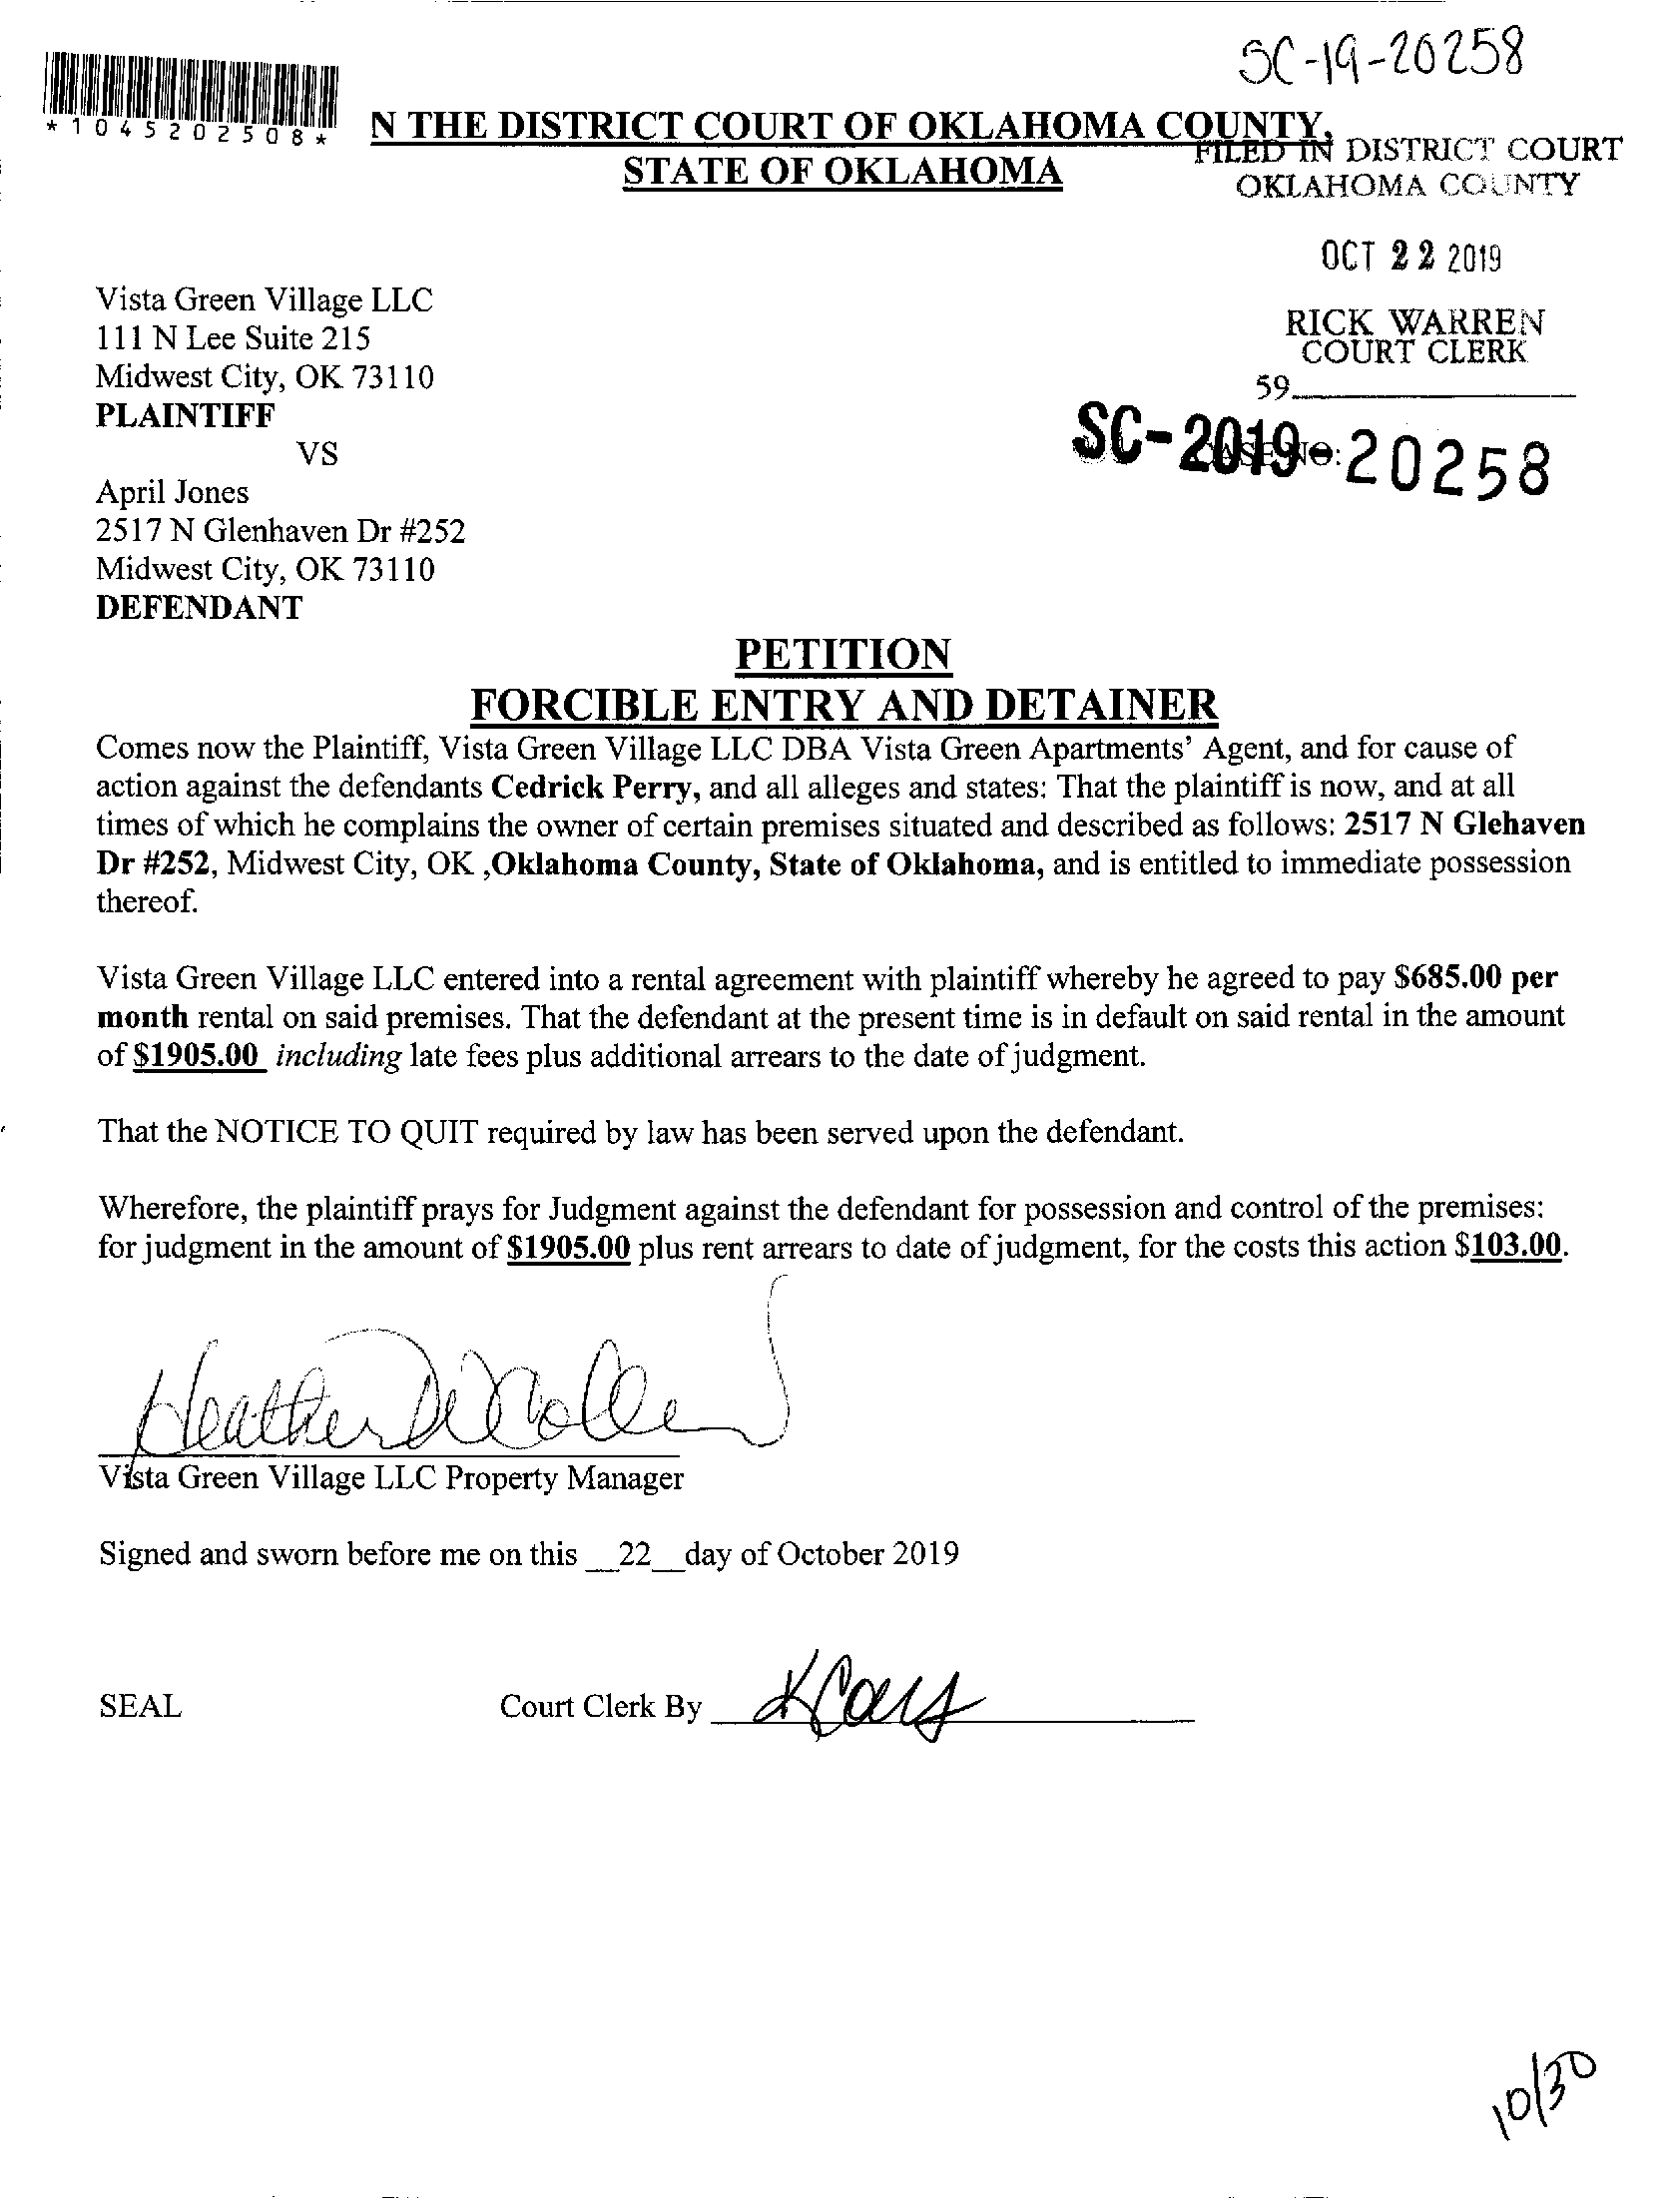 SC-19-20258
*1045202508*
N THE DISTRICT COURT OF OKLAHOMA COUNTY,
STATE OF OKLAHOMA
FILED IN DISTRICT COURT
OKLAHOMA COUNTY
OCT 22 2019
RICK WARREN
COURT CLERK
59
SC-2019-20258
CASE NO:
Vista Green Village LLC
111 N Lee Suite 215
Midwest City, OK 73110
PLAINTIFF
VS
April Jones
2517 N Glenhaven Dr #252
Midwest City, OK 73110
DEFENDANT
PETITION
FORCIBLE ENTRY AND DETAINER
Comes now the Plaintiff, Vista Green Village LLC DBA Vista Green Apartments' Agent, and for cause of
action against the defendants Cedrick Perry, and all alleges and states: That the plaintiff is now, and at all
times of which he complains the owner of certain premises situated and described as follows: 2517 N Glehaven
Dr #252, Midwest City, OK ,Oklahoma County, State of Oklahoma, and is entitled to immediate possession
thereof.
Vista Green Village LLC entered into a rental agreement with plaintiff whereby he agreed to pay $685.00 per
month rental on said premises. That the defendant at the present time is in default on said rental in the amount
of $1905.00 including late fees plus additional arrears to the date of judgment.
That the NOTICE TO QUIT required by law has been served upon the defendant.
Wherefore, the plaintiff prays for Judgment against the defendant for possession and control of the premises:
for judgment in the amount of $1905.00 plus rent arrears to date of judgment, for the costs this action $103.00.
Heather
Vista Green Village LLC Property Manager
Signed and sworn before me on this __22__day of October 2019
SEAL
Court Clerk By
10/30